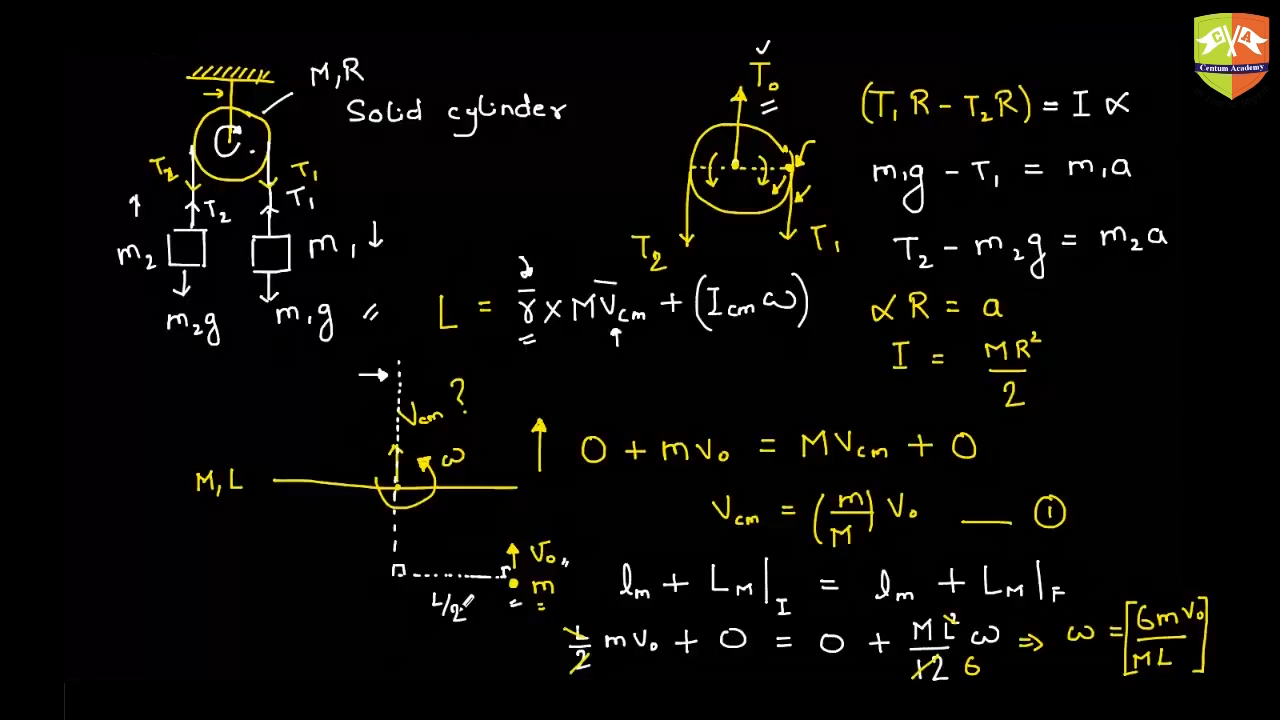 M, R
Solid cylinder
C
T₂
T₁
T₂
T₁
m₂
m₁
m₂g
m₁g
T₀
T₂
T₁
(T₁R − T₂R) = I α
m₁g − T₁ = m₁a
T₂ − m₂g = m₂a
α R = a
I = MR²/2
L = r̄ × M V̄cm + (Icm ω)
Vcm ?
ω
M, L
V₀
m
L/2
0 + mv₀ = MVcm + 0
Vcm = (m/M) V₀ —— ①
lm + LM|I = lm + LM|F
L/2 mv₀ + 0 = 0 + ML²/12 6 ω ⇒ ω = [6mv₀/ML]
CA
Centum Academy